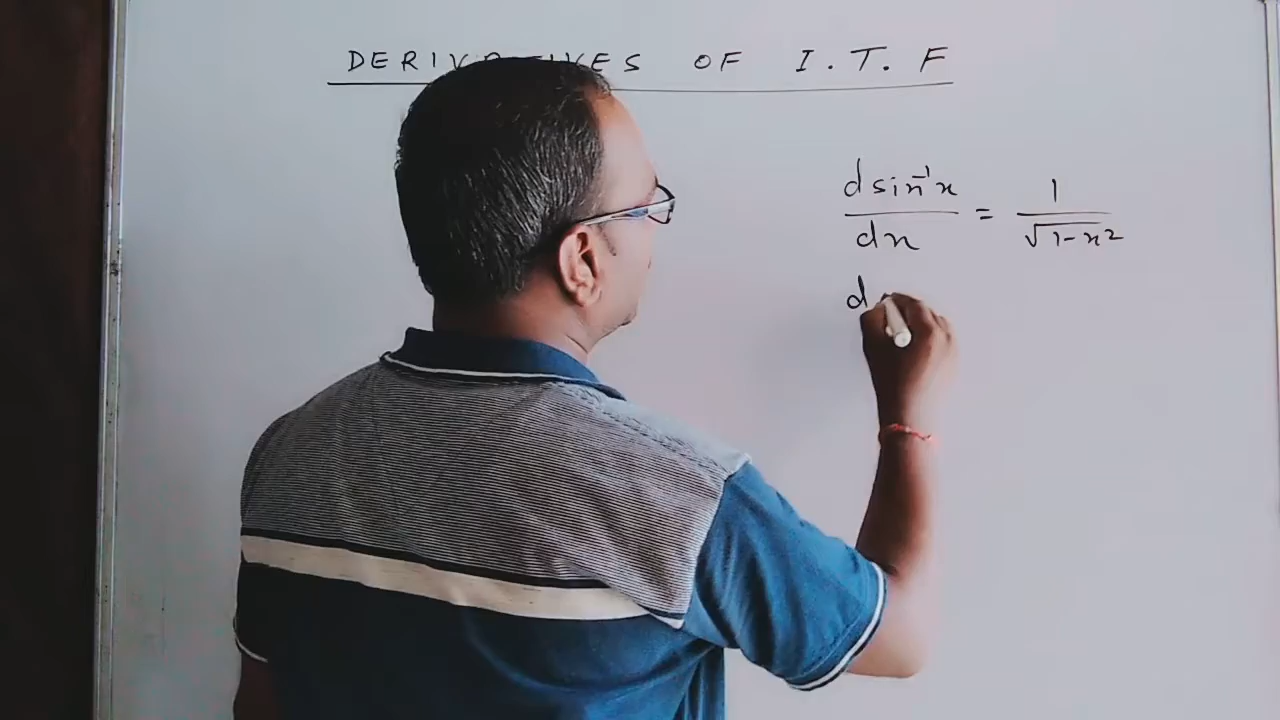 DERIVATIVES OF I.T.F
d sin⁻¹x / dx = 1 / √1-x²
d